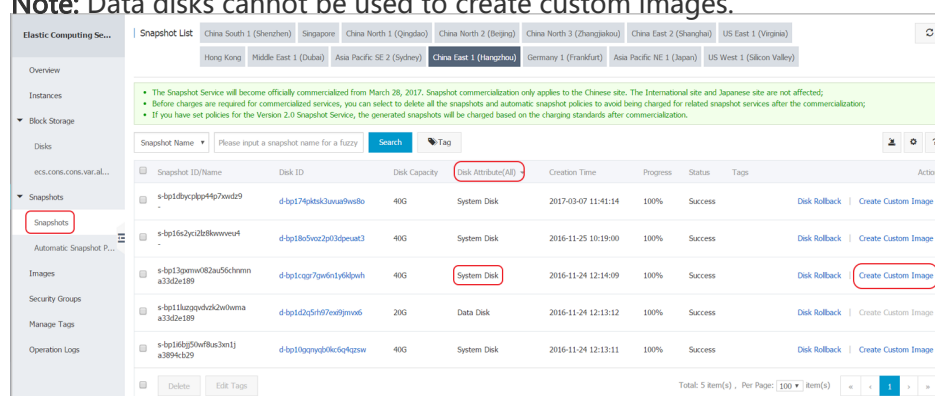 Note: Data disks cannot be used to create custom images.
Elastic Computing Se...
Overview
Instances
Block Storage
Disks
ecs.cons.cons.var.al...
Snapshots
Snapshots
Automatic Snapshot P...
Images
Security Groups
Manage Tags
Operation Logs
Snapshot List China South 1 (Shenzhen) Singapore China North 1 (Qingdao) China North 2 (Beijing) China North 3 (Zhangjiakou) China East 2 (Shanghai) US East 1 (Virginia)
Hong Kong Middle East 1 (Dubai) Asia Pacific SE 2 (Sydney) China East 1 (Hangzhou) Germany 1 (Frankfurt) Asia Pacific NE 1 (Japan) US West 1 (Silicon Valley)
• The Snapshot Service will become officially commercialized from March 28, 2017. Snapshot commercialization only applies to the Chinese site. The International site and Japanese site are not affected;
• Before charges are required for commercialized services, you can select to delete all the snapshots and automatic snapshot policies to avoid being charged for related snapshot services after the commercialization;
• If you have set policies for the Version 2.0 Snapshot Service, the generated snapshots will be charged based on the charging standards after commercialization.
Snapshot Name Please input a snapshot name for a fuzzy Search Tag
Snapshot ID/Name Disk ID Disk Capacity Disk Attribute(All) Creation Time Progress Status Tags Actio
s-bp1dbycplpp44p7xwdz9 d-bp174pktsk3uvua9ws8o 40G System Disk 2017-03-07 11:41:14 100% Success Disk Rollback | Create Custom Image
-
s-bp16s2yci2lz8kwwveu4 d-bp18o5voz2p03dpeuat3 40G System Disk 2016-11-25 10:19:00 100% Success Disk Rollback | Create Custom Image
-
s-bp13gxmw082au56chnmn d-bp1cqgr7gw6n1y6klpwh 40G System Disk 2016-11-24 12:14:09 100% Success Disk Rollback | Create Custom Image
a33d2e189
s-bp11luzgqvdvzk2w0wma d-bp1d2q5rh97exi9jmvx6 20G Data Disk 2016-11-24 12:13:12 100% Success Disk Rollback | Create Custom Image
a33d2e189
s-bp1i6bjj50wf8us3xn1j d-bp10gqnyqb0kc6q4qzsw 40G System Disk 2016-11-24 12:13:11 100% Success Disk Rollback | Create Custom Image
a3894cb29
Delete Edit Tags Total: 5 item(s) , Per Page: 100 item(s) « ‹ 1 › »